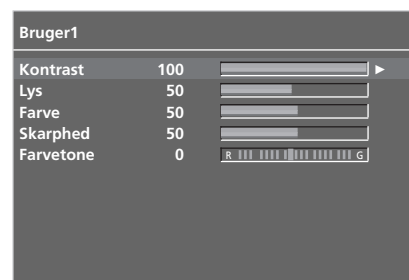 Bruger1
Kontrast 100
Lys 50
Farve 50
Skarphed 50
Farvetone 0 R G